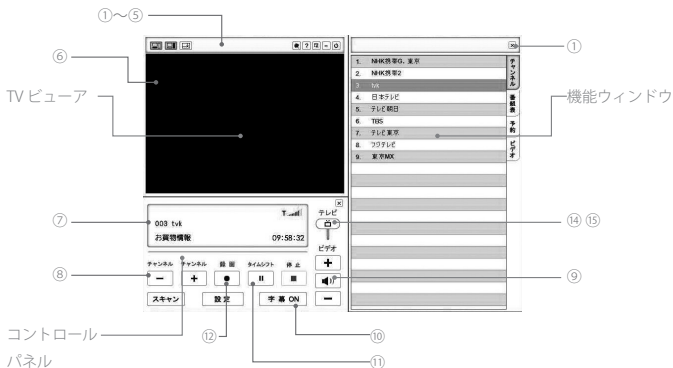 ①～⑤
⑥
TV ビューア
⑦
⑧
コントロール
パネル
?
1. NHK携帯G．東京
2. NHK携帯2
3. tvk
4. 日本テレビ
5. テレビ朝日
6. TBS
7. テレビ東京
8. フジテレビ
9. 東京MX
チャンネル
番組表
予約
ビデオ
①
機能ウィンドウ
003 tvk
お買物情報 09:58:32
テレビ
ビデオ
チャンネル チャンネル 録画 タイムシフト 停止
− + ● II ■
スキャン 設定 字幕 ON
+
−
⑭ ⑮
⑨
⑫
⑩
⑪